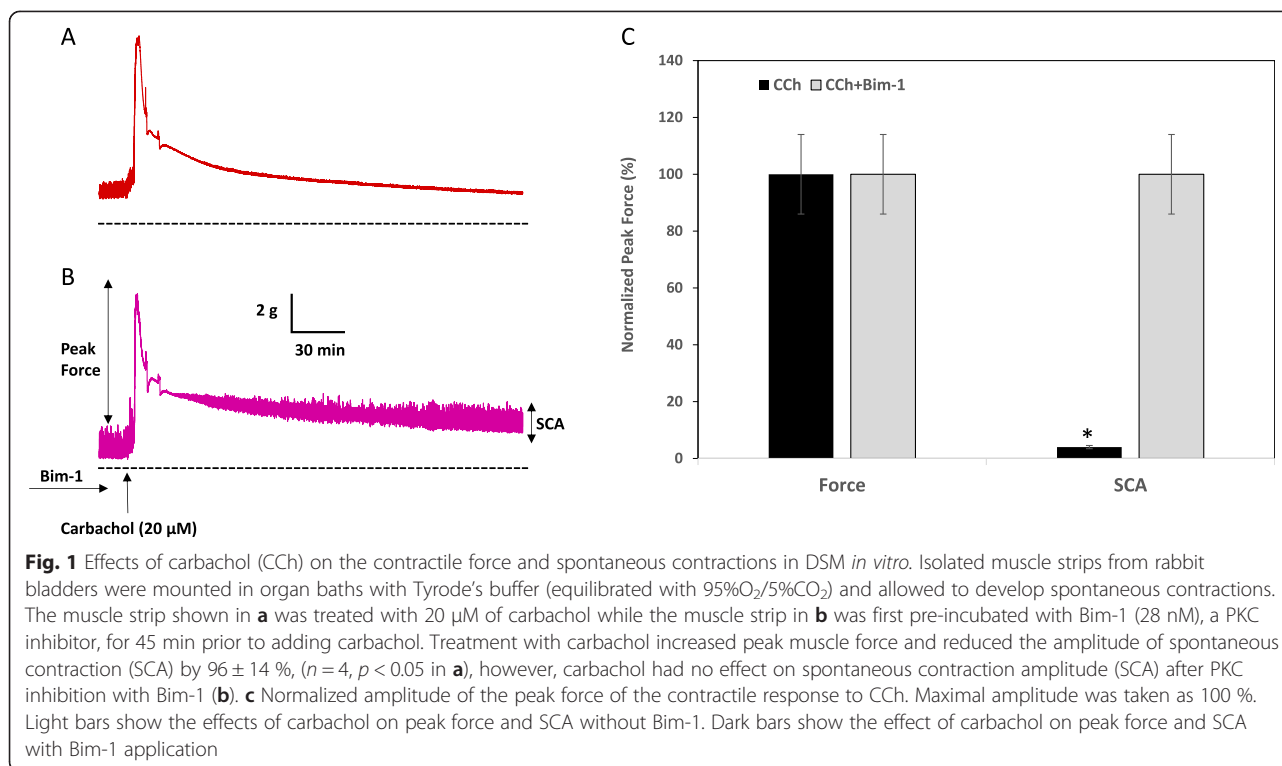 A
C
140
120
100
80
60
40
20
0
Normalized Peak Force (%)
CCh CCh+Bim-1
*
Force SCA
B
2 g
30 min
Peak
Force
SCA
Bim-1
Carbachol (20 µM)
Fig. 1 Effects of carbachol (CCh) on the contractile force and spontaneous contractions in DSM in vitro. Isolated muscle strips from rabbit
bladders were mounted in organ baths with Tyrode's buffer (equilibrated with 95%O₂/5%CO₂) and allowed to develop spontaneous contractions.
The muscle strip shown in a was treated with 20 µM of carbachol while the muscle strip in b was first pre-incubated with Bim-1 (28 nM), a PKC
inhibitor, for 45 min prior to adding carbachol. Treatment with carbachol increased peak muscle force and reduced the amplitude of spontaneous
contraction (SCA) by 96 ± 14 %, (n = 4, p < 0.05 in a), however, carbachol had no effect on spontaneous contraction amplitude (SCA) after PKC
inhibition with Bim-1 (b). c Normalized amplitude of the peak force of the contractile response to CCh. Maximal amplitude was taken as 100 %.
Light bars show the effects of carbachol on peak force and SCA without Bim-1. Dark bars show the effect of carbachol on peak force and SCA
with Bim-1 application